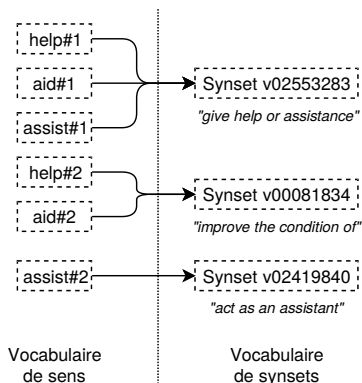 help#1
aid#1
assist#1
Synset v02553283
"give help or assistance"
help#2
aid#2
Synset v00081834
"improve the condition of"
assist#2
Synset v02419840
"act as an assistant"
Vocabulaire
de sens
Vocabulaire
de synsets